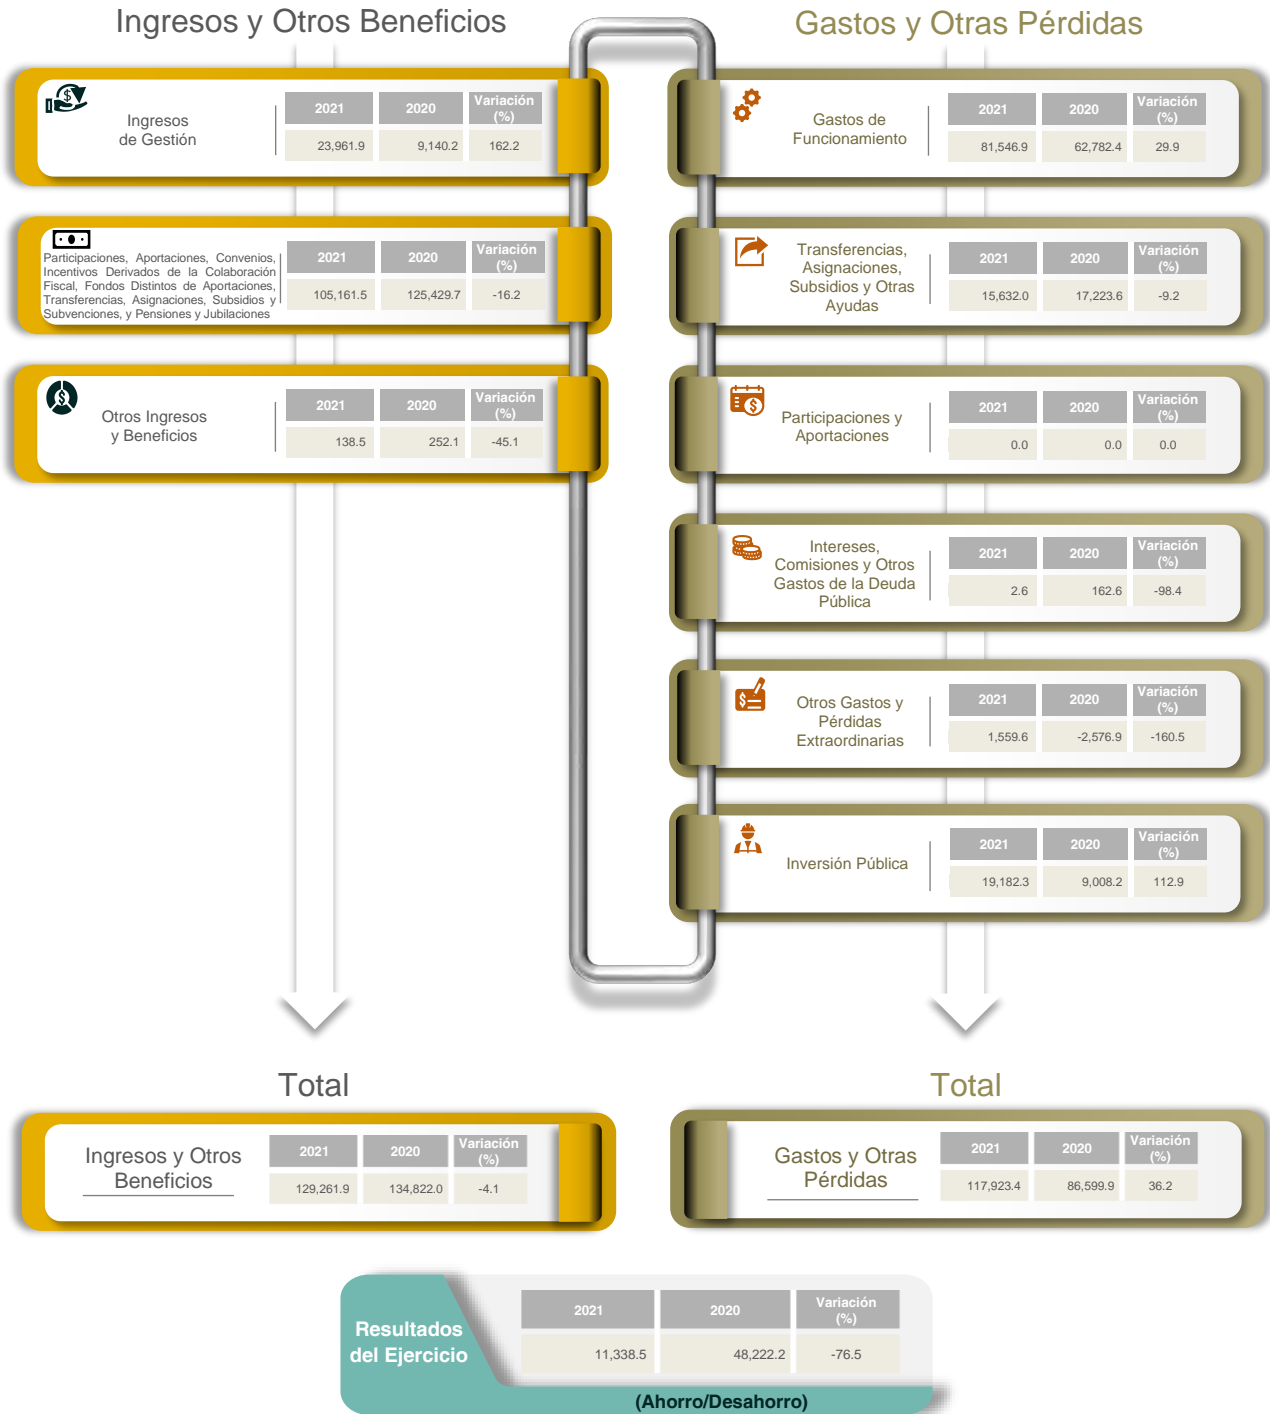 Ingresos y Otros Beneficios
Ingresos
de Gestión
2021 2020 Variación (%)
23,961.9 9,140.2 162.2
Participaciones, Aportaciones, Convenios,
Incentivos Derivados de la Colaboración
Fiscal, Fondos Distintos de Aportaciones,
Transferencias, Asignaciones, Subsidios y
Subvenciones, y Pensiones y Jubilaciones
2021 2020 Variación (%)
105,161.5 125,429.7 -16.2
Otros Ingresos
y Beneficios
2021 2020 Variación (%)
138.5 252.1 -45.1
Gastos y Otras Pérdidas
Gastos de
Funcionamiento
2021 2020 Variación (%)
81,546.9 62,782.4 29.9
Transferencias,
Asignaciones,
Subsidios y Otras
Ayudas
2021 2020 Variación (%)
15,632.0 17,223.6 -9.2
Participaciones y
Aportaciones
2021 2020 Variación (%)
0.0 0.0 0.0
Intereses,
Comisiones y Otros
Gastos de la Deuda
Pública
2021 2020 Variación (%)
2.6 162.6 -98.4
Otros Gastos y
Pérdidas
Extraordinarias
2021 2020 Variación (%)
1,559.6 -2,576.9 -160.5
Inversión Pública
2021 2020 Variación (%)
19,182.3 9,008.2 112.9
Total
Ingresos y Otros
Beneficios
2021 2020 Variación (%)
129,261.9 134,822.0 -4.1
Total
Gastos y Otras
Pérdidas
2021 2020 Variación (%)
117,923.4 86,599.9 36.2
Resultados
del Ejercicio
2021 2020 Variación (%)
11,338.5 48,222.2 -76.5
(Ahorro/Desahorro)